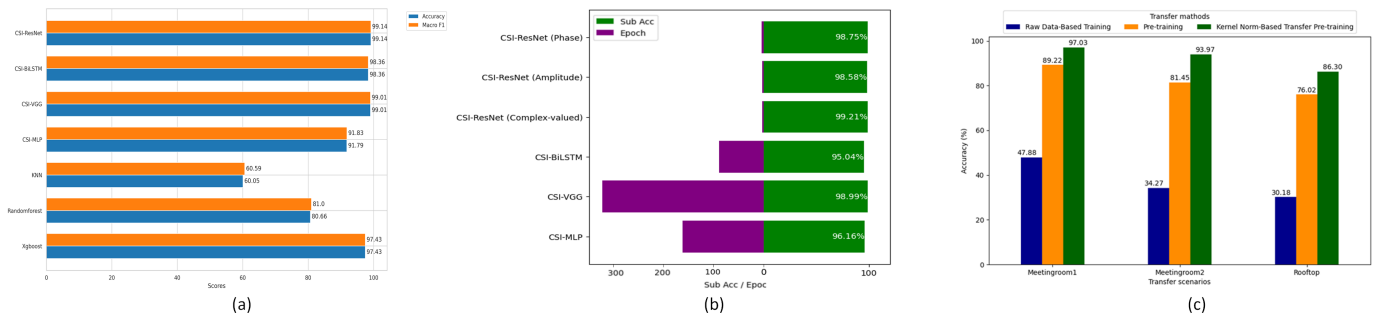 CSI-ResNet
CSI-BiLSTM
CSI-VGG
CSI-MLP
KNN
Randomforest
Xgboost
99.14
99.14
98.36
98.36
99.01
99.01
91.83
91.79
60.59
60.05
81.0
80.66
97.43
97.43
0 20 40 60 80 100
Scores
Accuracy
Macro F1
(a)
Sub Acc
Epoch
CSI-ResNet (Phase)
CSI-ResNet (Amplitude)
CSI-ResNet (Complex-valued)
CSI-BiLSTM
CSI-VGG
CSI-MLP
98.75%
98.58%
99.21%
95.04%
98.99%
96.16%
300 200 100 0 100
Sub Acc / Epoc
(b)
Transfer mathods
Raw Data-Based Training Pre-training Kernel Norm-Based Transfer Pre-training
Accuracy (%)
100
80
60
40
20
0
47.88
89.22
97.03
34.27
81.45
93.97
30.18
76.02
86.30
Meetingroom1 Meetingroom2 Rooftop
Transfer scenarios
(c)